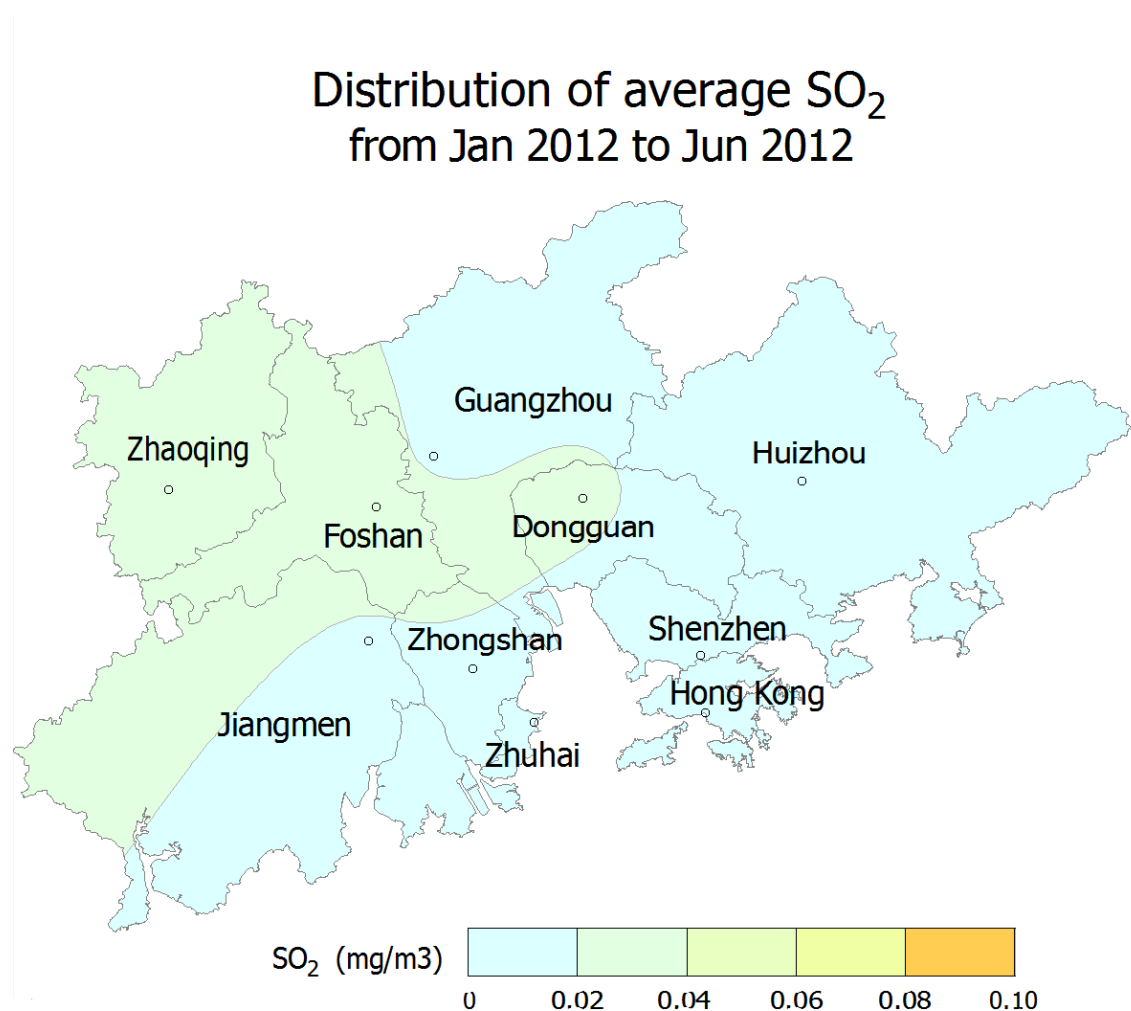 Distribution of average SO₂
from Jan 2012 to Jun 2012
Guangzhou
Zhaoqing
Huizhou
Foshan
Dongguan
Zhongshan
Shenzhen
Hong Kong
Jiangmen
Zhuhai
SO₂ (mg/m3)
0 0.02 0.04 0.06 0.08 0.10